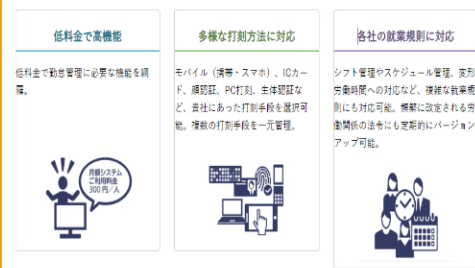 低料金で高機能
低料金で勤怠管理に必要な機能を網
羅。
月額システム
ご利用料金
300円／人
多様な打刻方法に対応
モバイル（携帯・スマホ）、ICカー
ド、顔認証、PC打刻、生体認証な
ど、貴社にあった打刻手段を選択可
能。複数の打刻手段を一元管理。
各社の就業規則に対応
シフト管理やスケジュール管理、変形
労働時間への対応など、複雑な就業規
則にも対応可能。頻繁に改定される労
働関係の法令にも定期的にバージョン
アップ可能。